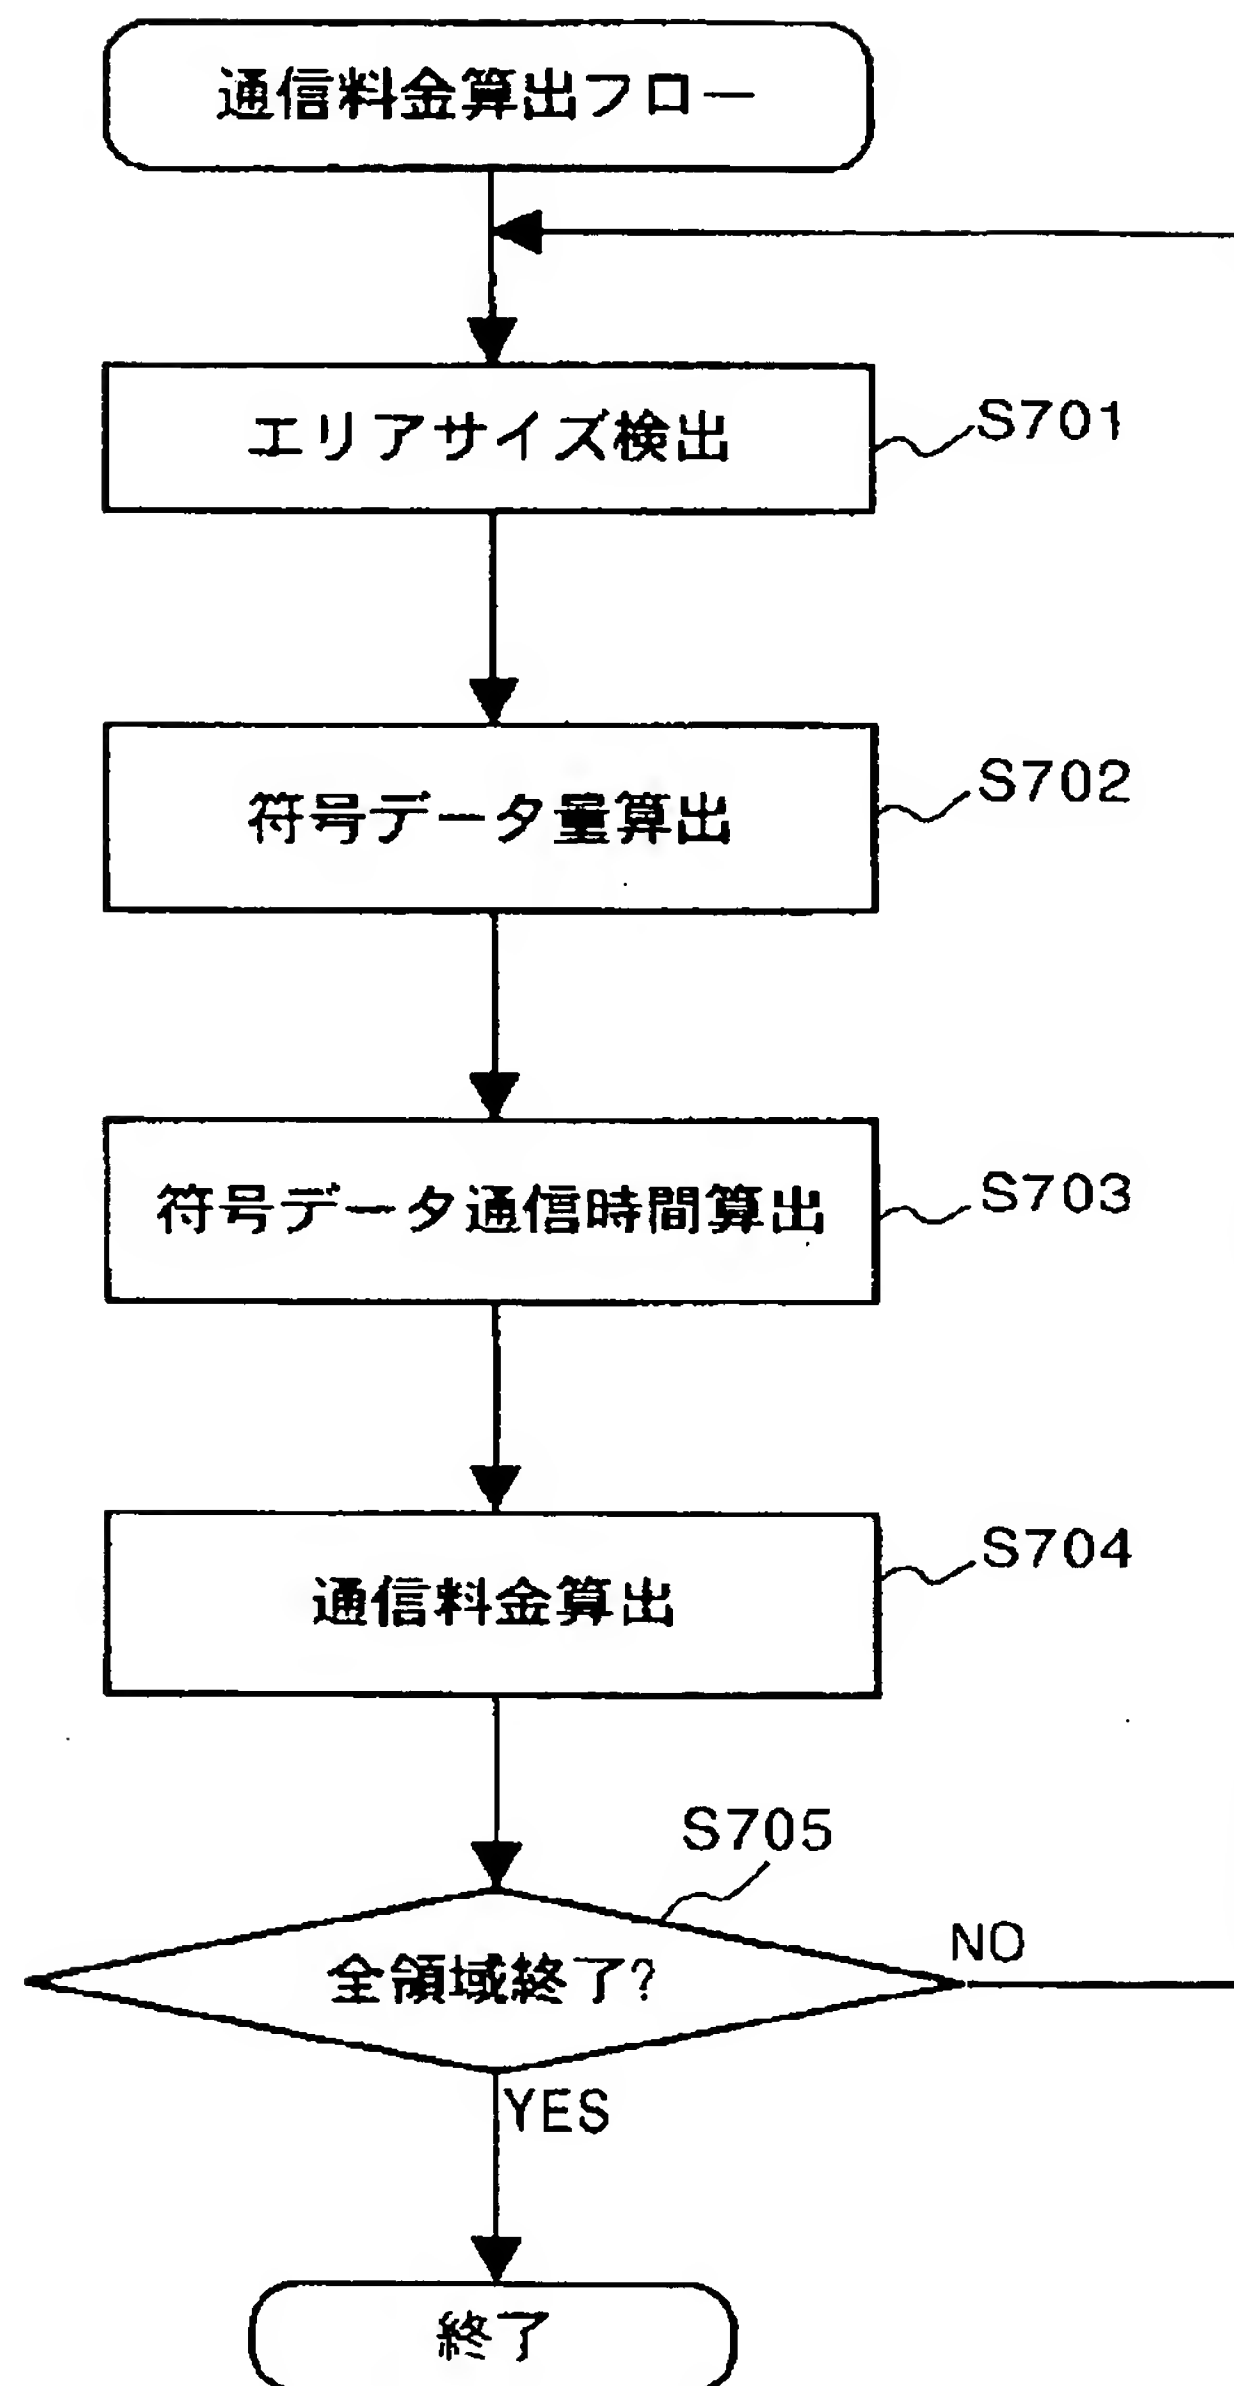 通信料金算出フロー
エリアサイズ検出
S701
符号データ量算出
S702
符号データ通信時間算出
S703
通信料金算出
S704
S705
全領域終了?
NO
YES
終了